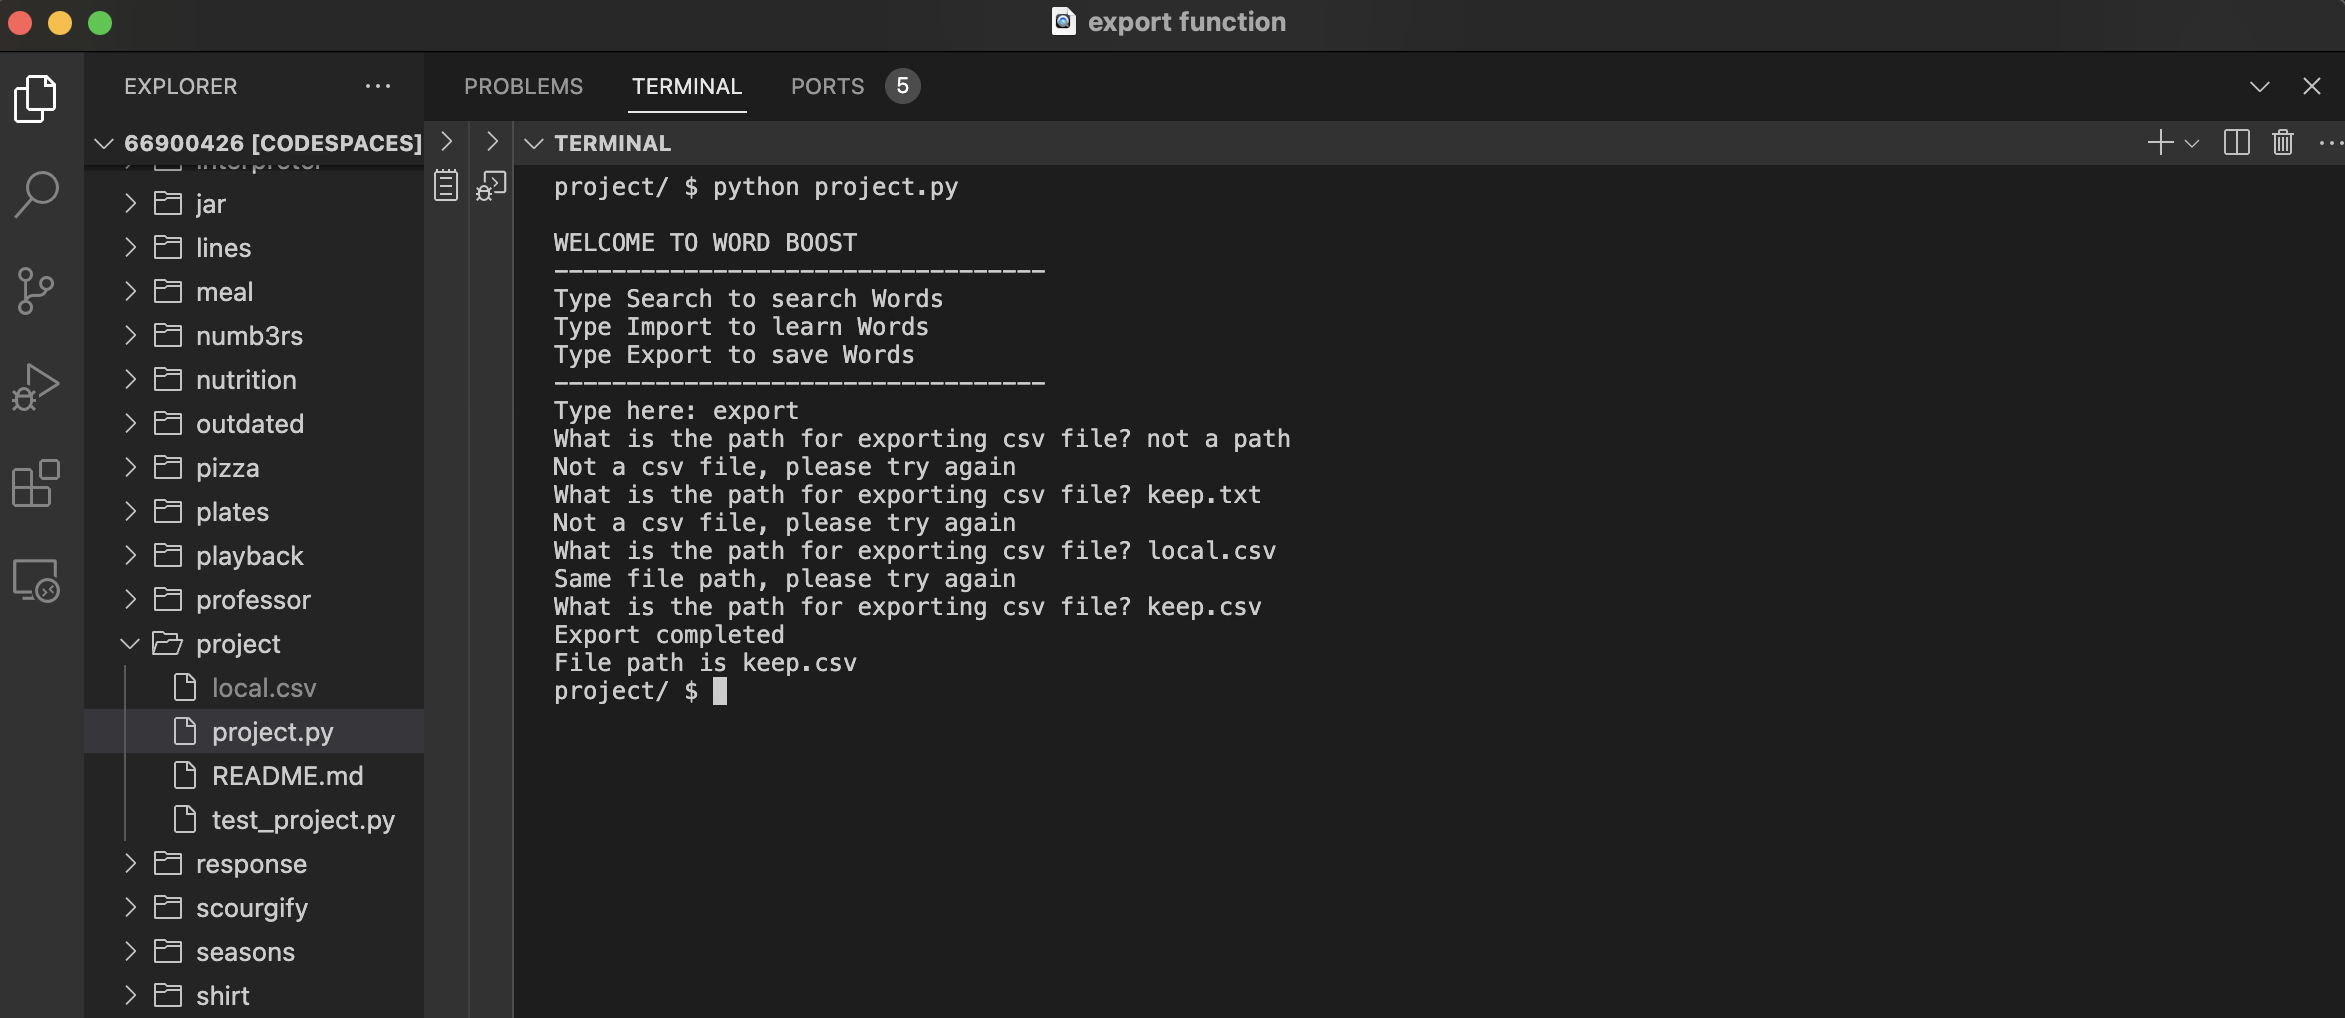 export function
EXPLORER
PROBLEMS
TERMINAL
PORTS
5
66900426 [CODESPACES]
interpreter
jar
lines
meal
numb3rs
nutrition
outdated
pizza
plates
playback
professor
project
local.csv
project.py
README.md
test_project.py
response
scourgify
seasons
shirt
TERMINAL
project/ $ python project.py
WELCOME TO WORD BOOST
----------------------------------
Type Search to search Words
Type Import to learn Words
Type Export to save Words
----------------------------------
Type here: export
What is the path for exporting csv file? not a path
Not a csv file, please try again
What is the path for exporting csv file? keep.txt
Not a csv file, please try again
What is the path for exporting csv file? local.csv
Same file path, please try again
What is the path for exporting csv file? keep.csv
Export completed
File path is keep.csv
project/ $